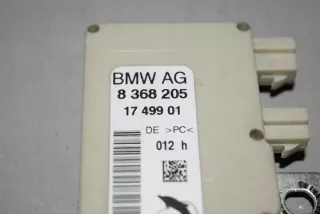 BMW AG
8 368 205
17 499 01
DE >PC<
012 h